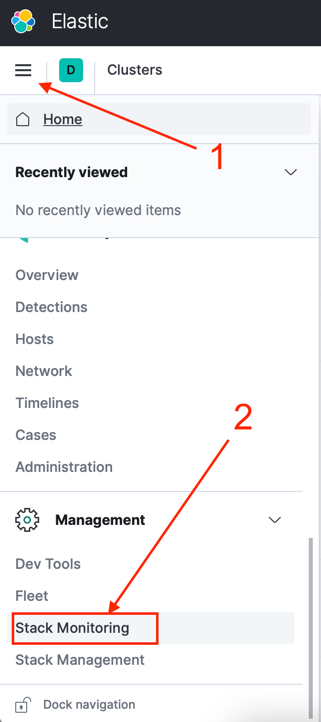 Elastic
D Clusters
Home
1
Recently viewed
No recently viewed items
Overview
Detections
Hosts
Network
Timelines
Cases
2
Administration
Management
Dev Tools
Fleet
Stack Monitoring
Stack Management
Dock navigation